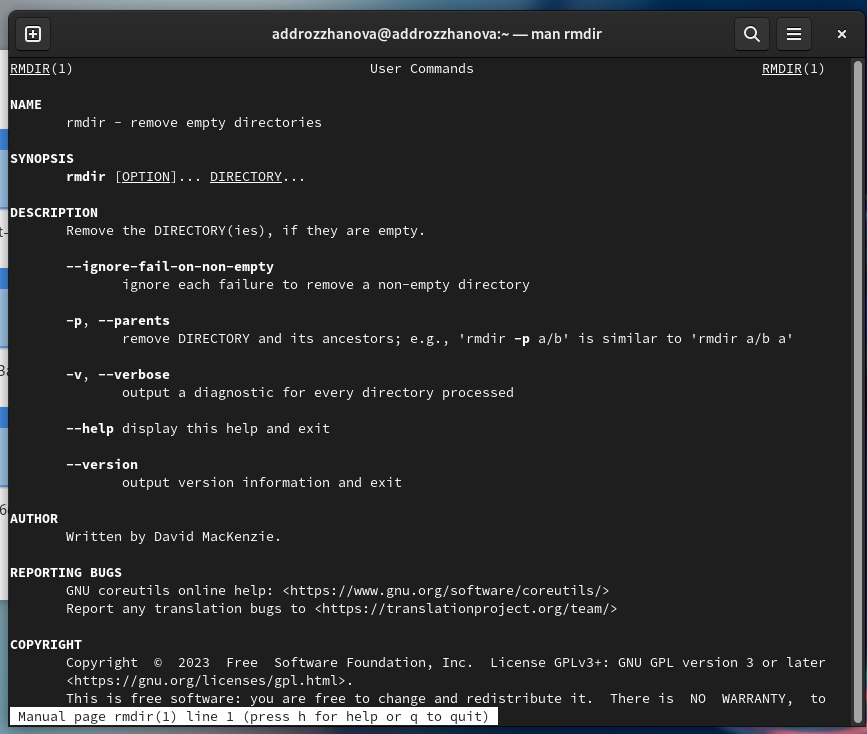 addrozzhanova@addrozzhanova:~ — man rmdir
RMDIR(1) User Commands RMDIR(1)
NAME
rmdir - remove empty directories
SYNOPSIS
rmdir [OPTION]... DIRECTORY...
DESCRIPTION
Remove the DIRECTORY(ies), if they are empty.
--ignore-fail-on-non-empty
ignore each failure to remove a non-empty directory
-p, --parents
remove DIRECTORY and its ancestors; e.g., 'rmdir -p a/b' is similar to 'rmdir a/b a'
-v, --verbose
output a diagnostic for every directory processed
--help display this help and exit
--version
output version information and exit
AUTHOR
Written by David MacKenzie.
REPORTING BUGS
GNU coreutils online help: <https://www.gnu.org/software/coreutils/>
Report any translation bugs to <https://translationproject.org/team/>
COPYRIGHT
Copyright © 2023 Free Software Foundation, Inc. License GPLv3+: GNU GPL version 3 or later
<https://gnu.org/licenses/gpl.html>.
This is free software: you are free to change and redistribute it. There is NO WARRANTY, to
Manual page rmdir(1) line 1 (press h for help or q to quit)